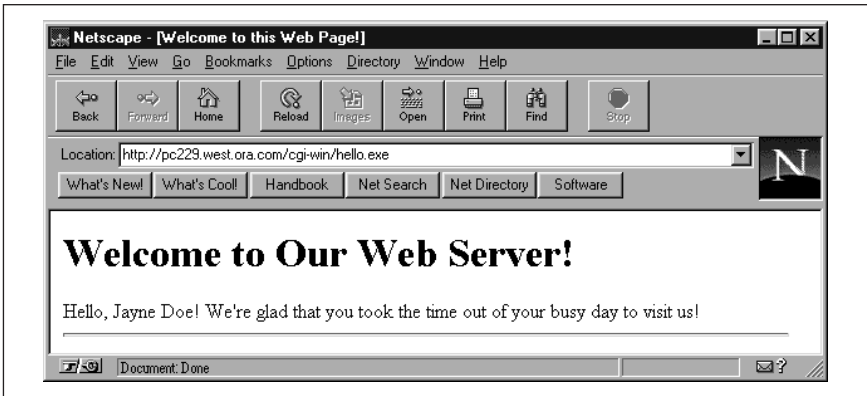 Netscape - [Welcome to this Web Page!]
File Edit View Go Bookmarks Options Directory Window Help
Back Forward Home Reload Images Open Print Find Stop
Location: http://pc229.west.ora.com/cgi-win/hello.exe
N
What's New! What's Cool! Handbook Net Search Net Directory Software
Welcome to Our Web Server!
Hello, Jayne Doe! We're glad that you took the time out of your busy day to visit us!
Document: Done
?